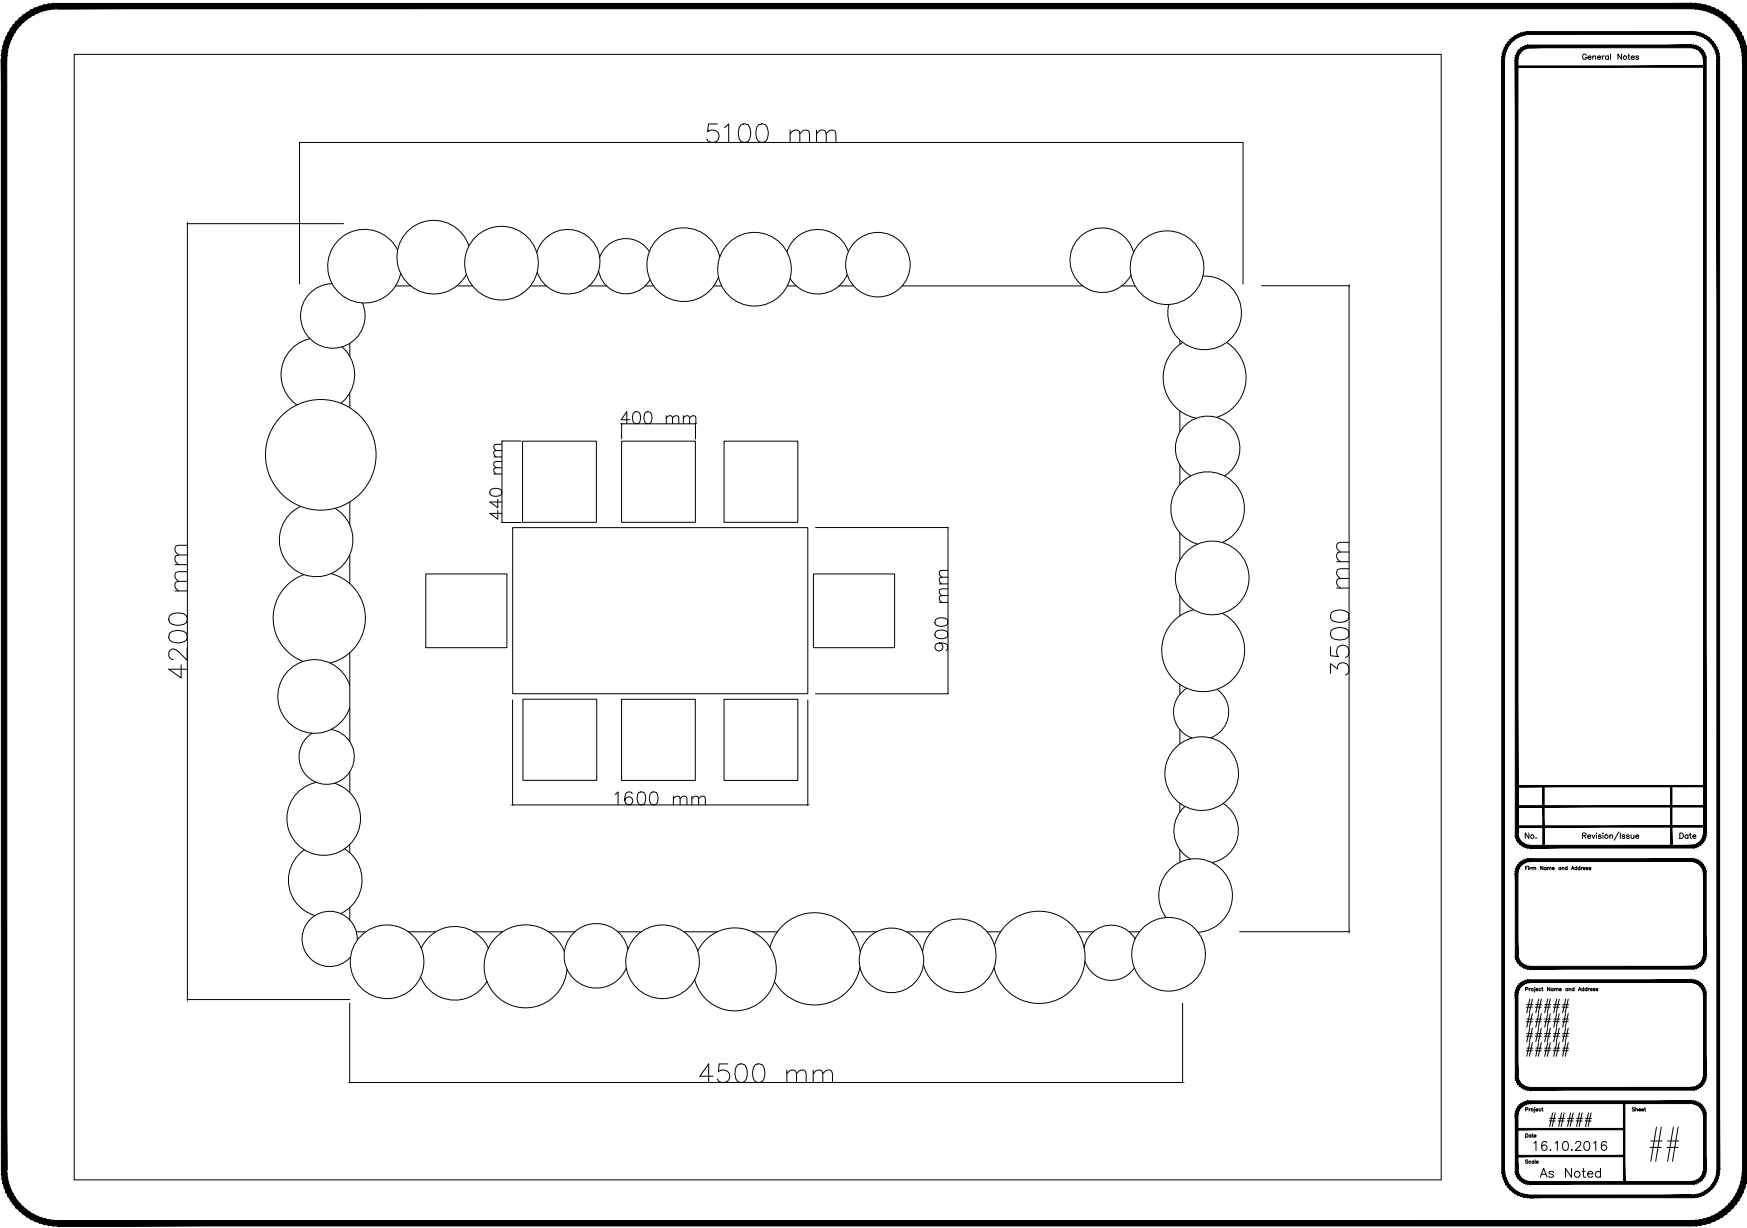 5100 mm
400 mm
440 mm
900 mm
1600 mm
4200 mm
3500 mm
4500 mm
General Notes
No. Revision/Issue Date
Firm Name and Address
Project Name and Address
#####
#####
#####
#####
Project
#####
Date
16.10.2016
Scale
As Noted
Sheet
##